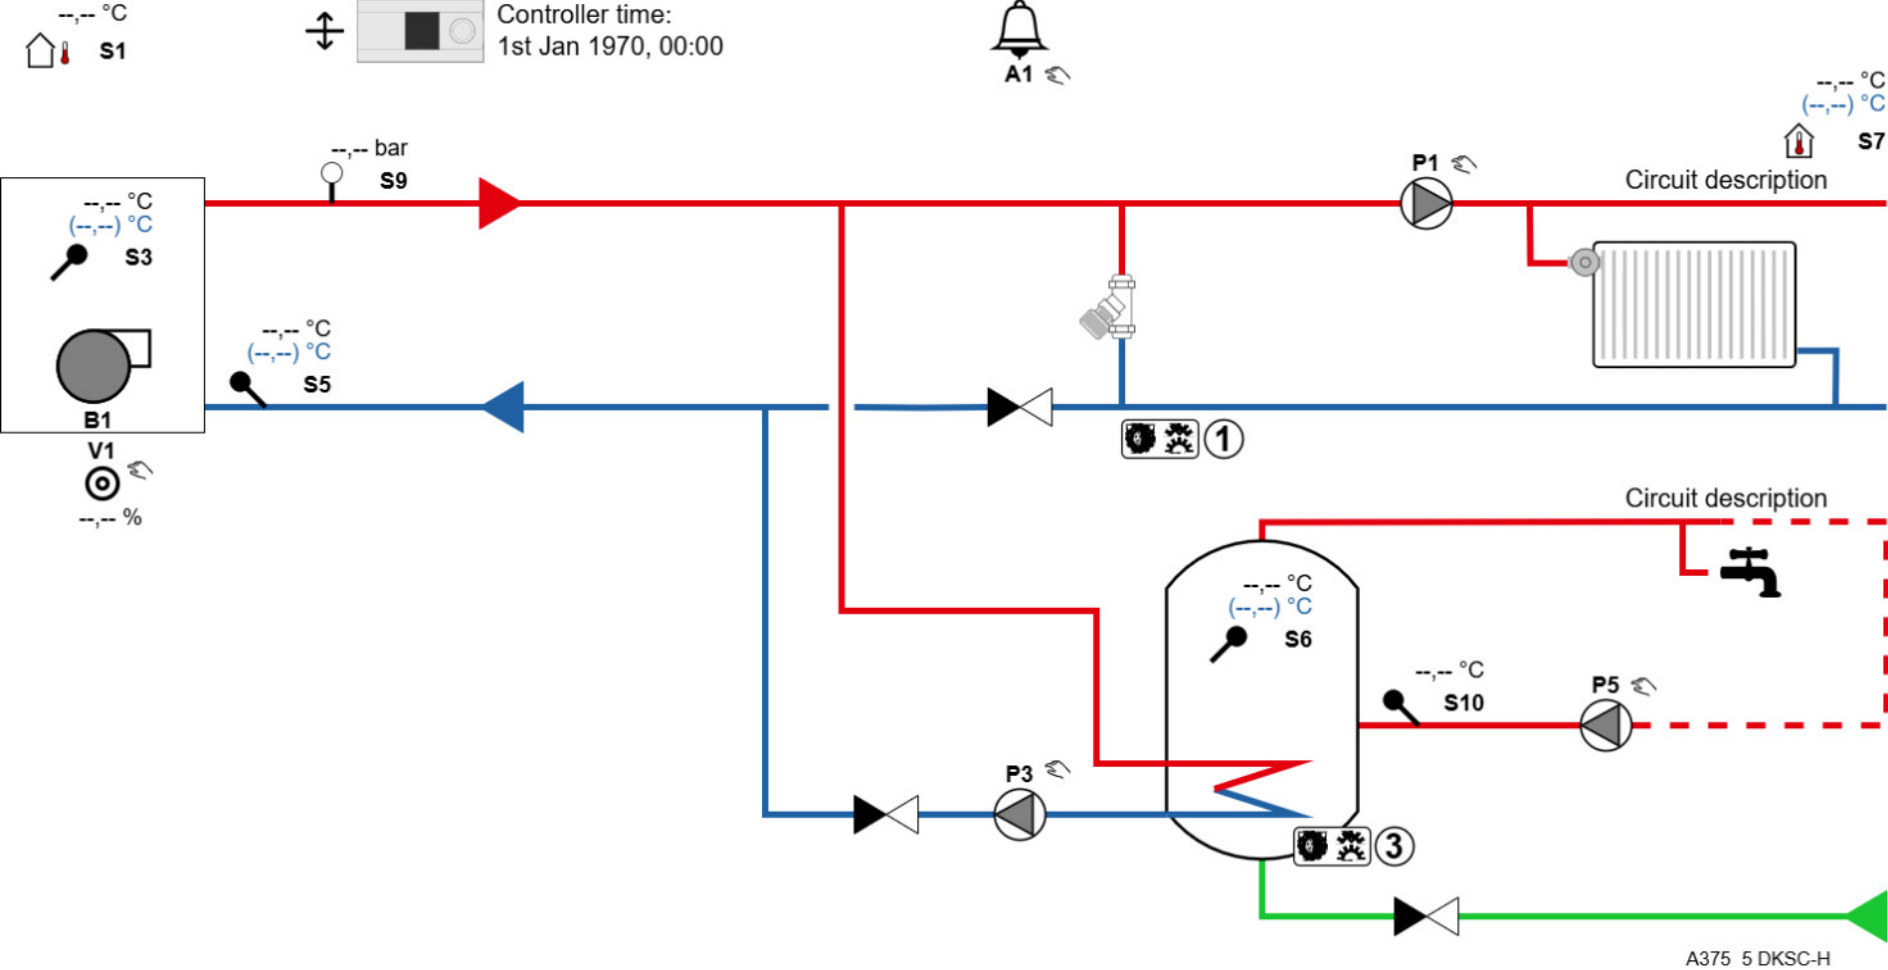 --,-- °C
S1
Controller time:
1st Jan 1970, 00:00
A1
--,-- °C
(--,--) °C
S7
--,-- bar
S9
P1
Circuit description
--,-- °C
(--,--) °C
S3
--,-- °C
(--,--) °C
S5
B1
V1
--,-- %
1
Circuit description
--,-- °C
(--,--) °C
S6
--,-- °C
S10
P5
P3
3
A375 5 DKSC-H